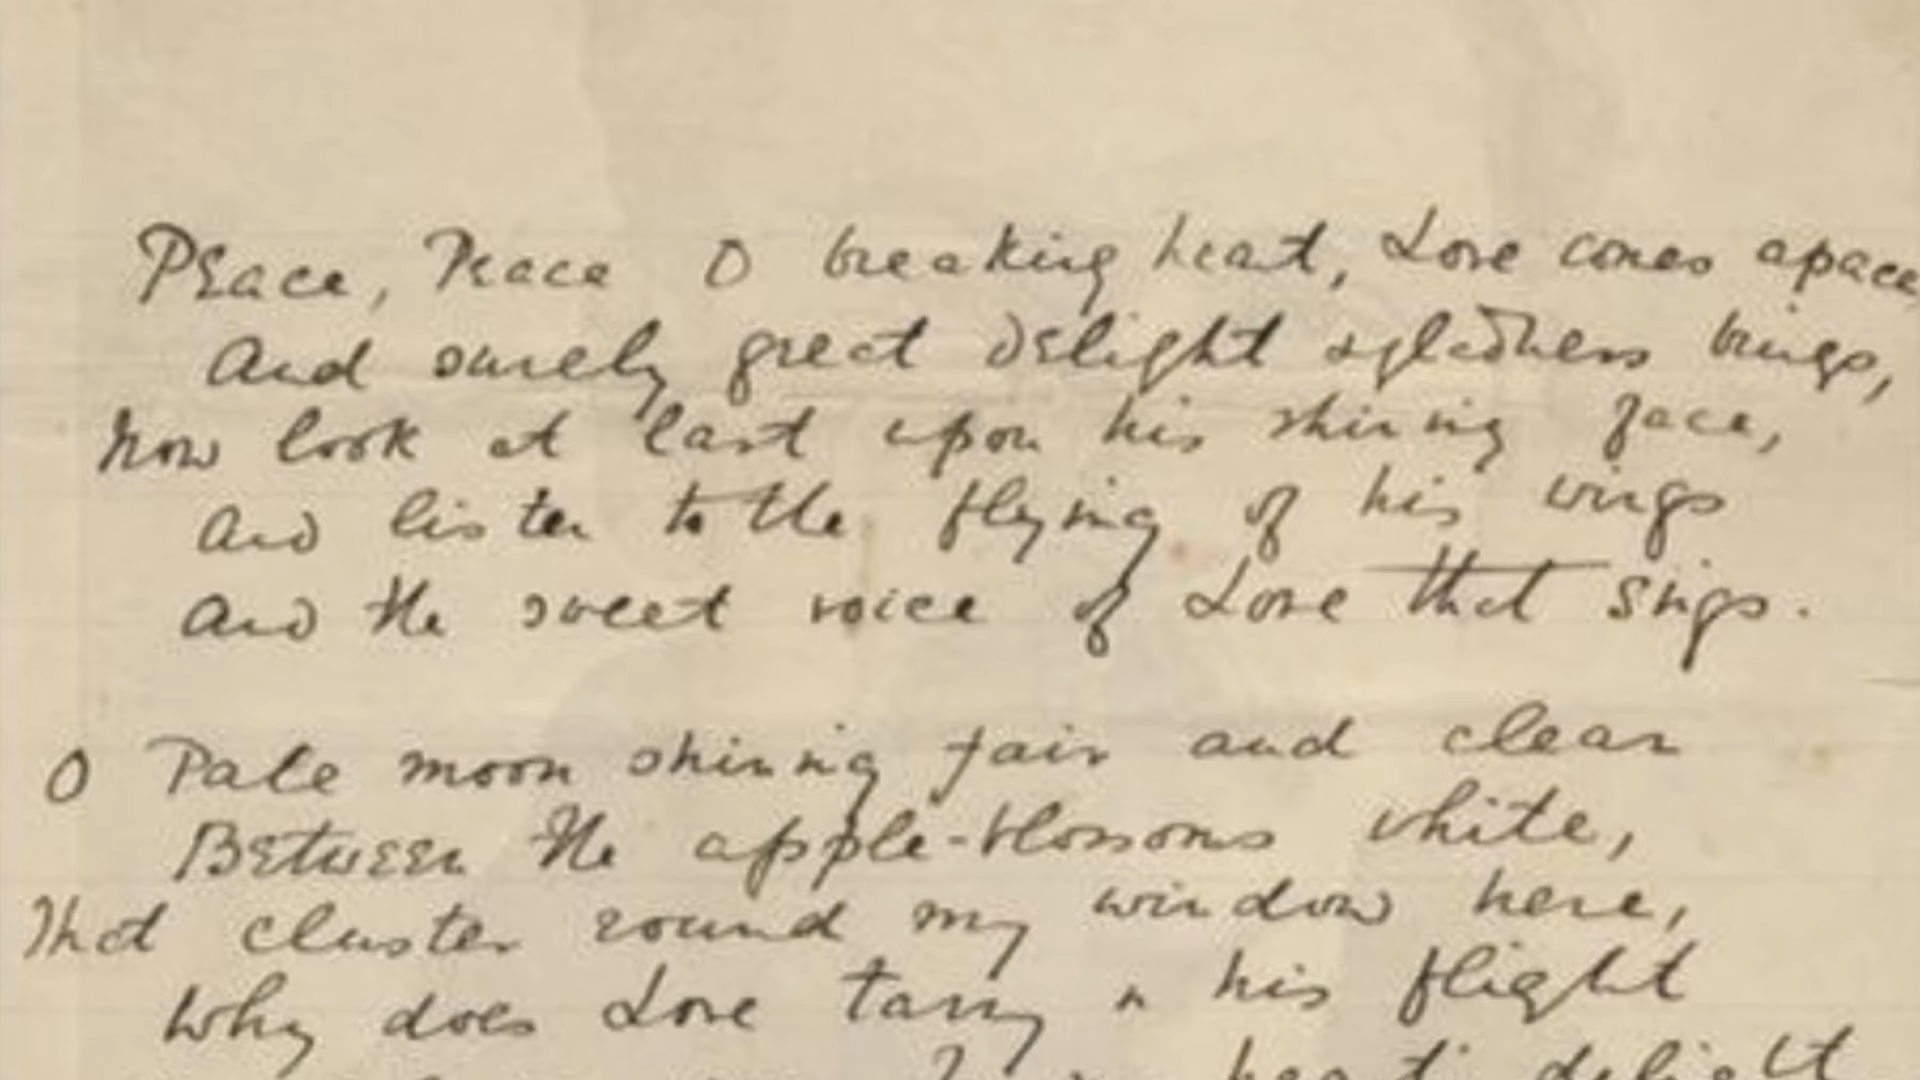 Peace, Peace O breaking heart, Love comes apace,
And surely great delight & gladness brings,
Now look at last upon his shining face,
And listen to the flying of his wings
And the sweet voice of Love that sings.
O Pale moon shining fair and clear
Between the apple-blossoms white,
That cluster round my window here,
Why does Love tarry in his flight
heart's delight